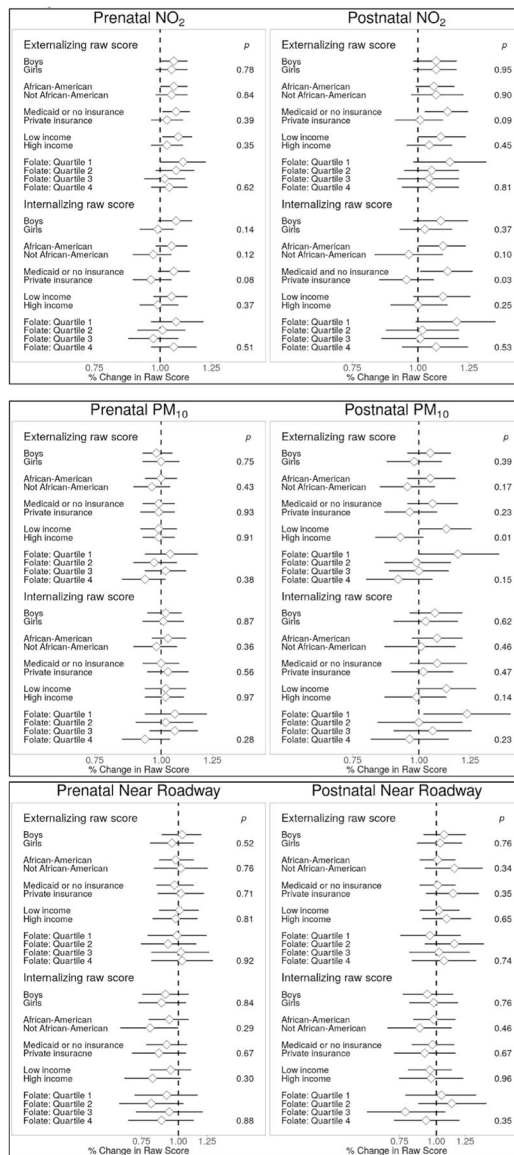 Prenatal NO2
Externalizing raw score p
Boys
Girls 0.78
African-American
Not African-American 0.84
Medicaid or no insurance
Private insurance 0.39
Low income
High income 0.35
Folate: Quartile 1
Folate: Quartile 2
Folate: Quartile 3
Folate: Quartile 4 0.62
Internalizing raw score
Boys
Girls 0.14
African-American
Not African-American 0.12
Medicaid or no insurance
Private insurance 0.08
Low income
High income 0.37
Folate: Quartile 1
Folate: Quartile 2
Folate: Quartile 3
Folate: Quartile 4 0.51
0.75 1.00 1.25
% Change in Raw Score
Postnatal NO2
Externalizing raw score p
Boys
Girls 0.95
African-American
Not African-American 0.90
Medicaid or no insurance
Private insurance 0.09
Low income
High income 0.45
Folate: Quartile 1
Folate: Quartile 2
Folate: Quartile 3
Folate: Quartile 4 0.81
Internalizing raw score
Boys
Girls 0.37
African-American
Not African-American 0.10
Medicaid and no insurance
Private insurance 0.03
Low income
High income 0.25
Folate: Quartile 1
Folate: Quartile 2
Folate: Quartile 3
Folate: Quartile 4 0.53
0.75 1.00 1.25
% Change in Raw Score
Prenatal PM10
Externalizing raw score p
Boys
Girls 0.75
African-American
Not African-American 0.43
Medicaid or no insurance
Private insurance 0.93
Low income
High income 0.91
Folate: Quartile 1
Folate: Quartile 2
Folate: Quartile 3
Folate: Quartile 4 0.38
Internalizing raw score
Boys
Girls 0.87
African-American
Not African-American 0.36
Medicaid or no insurance
Private insurance 0.56
Low income
High income 0.97
Folate: Quartile 1
Folate: Quartile 2
Folate: Quartile 3
Folate: Quartile 4 0.28
0.75 1.00 1.25
% Change in Raw Score
Postnatal PM10
Externalizing raw score p
Boys
Girls 0.39
African-American
Not African-American 0.17
Medicaid or no insurance
Private insurance 0.23
Low income
High income 0.01
Folate: Quartile 1
Folate: Quartile 2
Folate: Quartile 3
Folate: Quartile 4 0.15
Internalizing raw score
Boys
Girls 0.62
African-American
Not African-American 0.46
Medicaid or no insurance
Private insurance 0.47
Low income
High income 0.14
Folate: Quartile 1
Folate: Quartile 2
Folate: Quartile 3
Folate: Quartile 4 0.23
0.75 1.00 1.25
% Change in Raw Score
Prenatal Near Roadway
Externalizing raw score p
Boys
Girls 0.52
African-American
Not African-American 0.76
Medicaid or no insurance
Private insurance 0.71
Low income
High income 0.81
Folate: Quartile 1
Folate: Quartile 2
Folate: Quartile 3
Folate: Quartile 4 0.92
Internalizing raw score
Boys
Girls 0.84
African-American
Not African-American 0.29
Medicaid or no insurance
Private insuracne 0.67
Low income
High income 0.30
Folate: Quartile 1
Folate: Quartile 2
Folate: Quartile 3
Folate: Quartile 4 0.88
0.75 1.00 1.25
% Change in Raw Score
Postnatal Near Roadway
Externalizing raw score p
Boys
Girls 0.76
African-American
Not African-American 0.34
Medicaid or no insurance
Private insurance 0.35
Low income
High income 0.65
Folate: Quartile 1
Folate: Quartile 2
Folate: Quartile 3
Folate: Quartile 4 0.74
Internalizing raw score
Boys
Girls 0.76
African-American
Not African-American 0.46
Medicaid or no insurance
Private insurance 0.67
Low income
High income 0.96
Folate: Quartile 1
Folate: Quartile 2
Folate: Quartile 3
Folate: Quartile 4 0.35
0.75 1.00 1.25
% Change in Raw Score